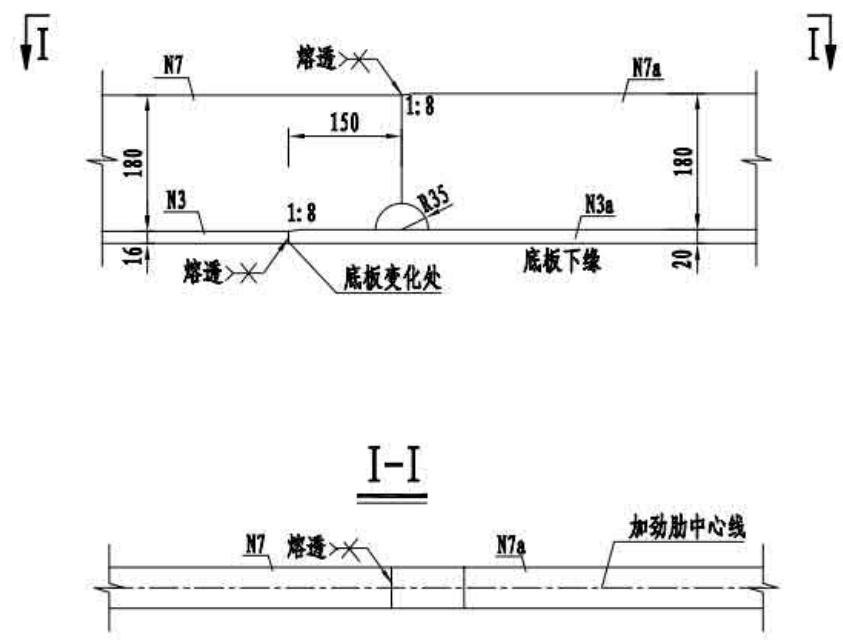 I
I
熔透
N7
N7a
1:8
150
180
180
R35
N3
1:8
N3a
16
熔透
底板变化处
底板下缘
20
I-I
加劲肋中心线
N7
熔透
N7a